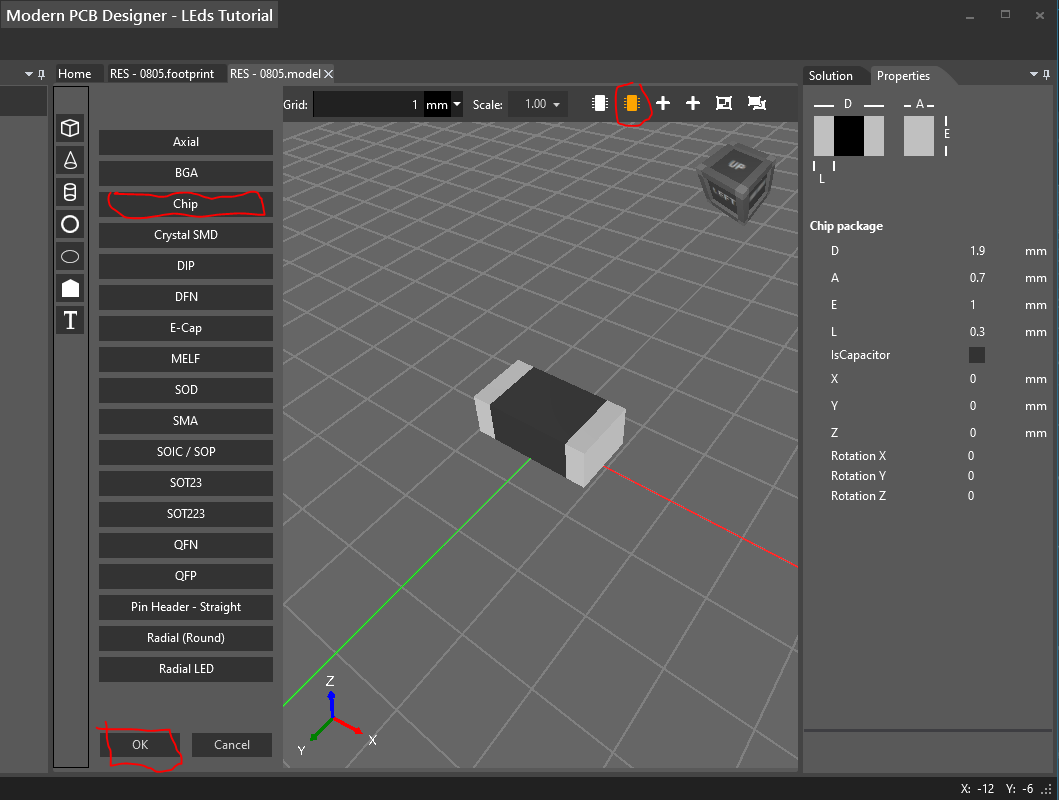 Modern PCB Designer - LEds Tutorial
Home
RES - 0805.footprint
RES - 0805.model
Solution
Properties
Grid: 1 mm
Scale: 1.00
Axial
BGA
Chip
Crystal SMD
DIP
DFN
E-Cap
MELF
SOD
SMA
SOIC / SOP
SOT23
SOT223
QFN
QFP
Pin Header - Straight
Radial (Round)
Radial LED
OK
Cancel
T
UP
LEFT
Z
Y
X
D
A
E
L
Chip package
D 1.9 mm
A 0.7 mm
E 1 mm
L 0.3 mm
IsCapacitor
X 0 mm
Y 0 mm
Z 0 mm
Rotation X 0
Rotation Y 0
Rotation Z 0
X: -12 Y: -6